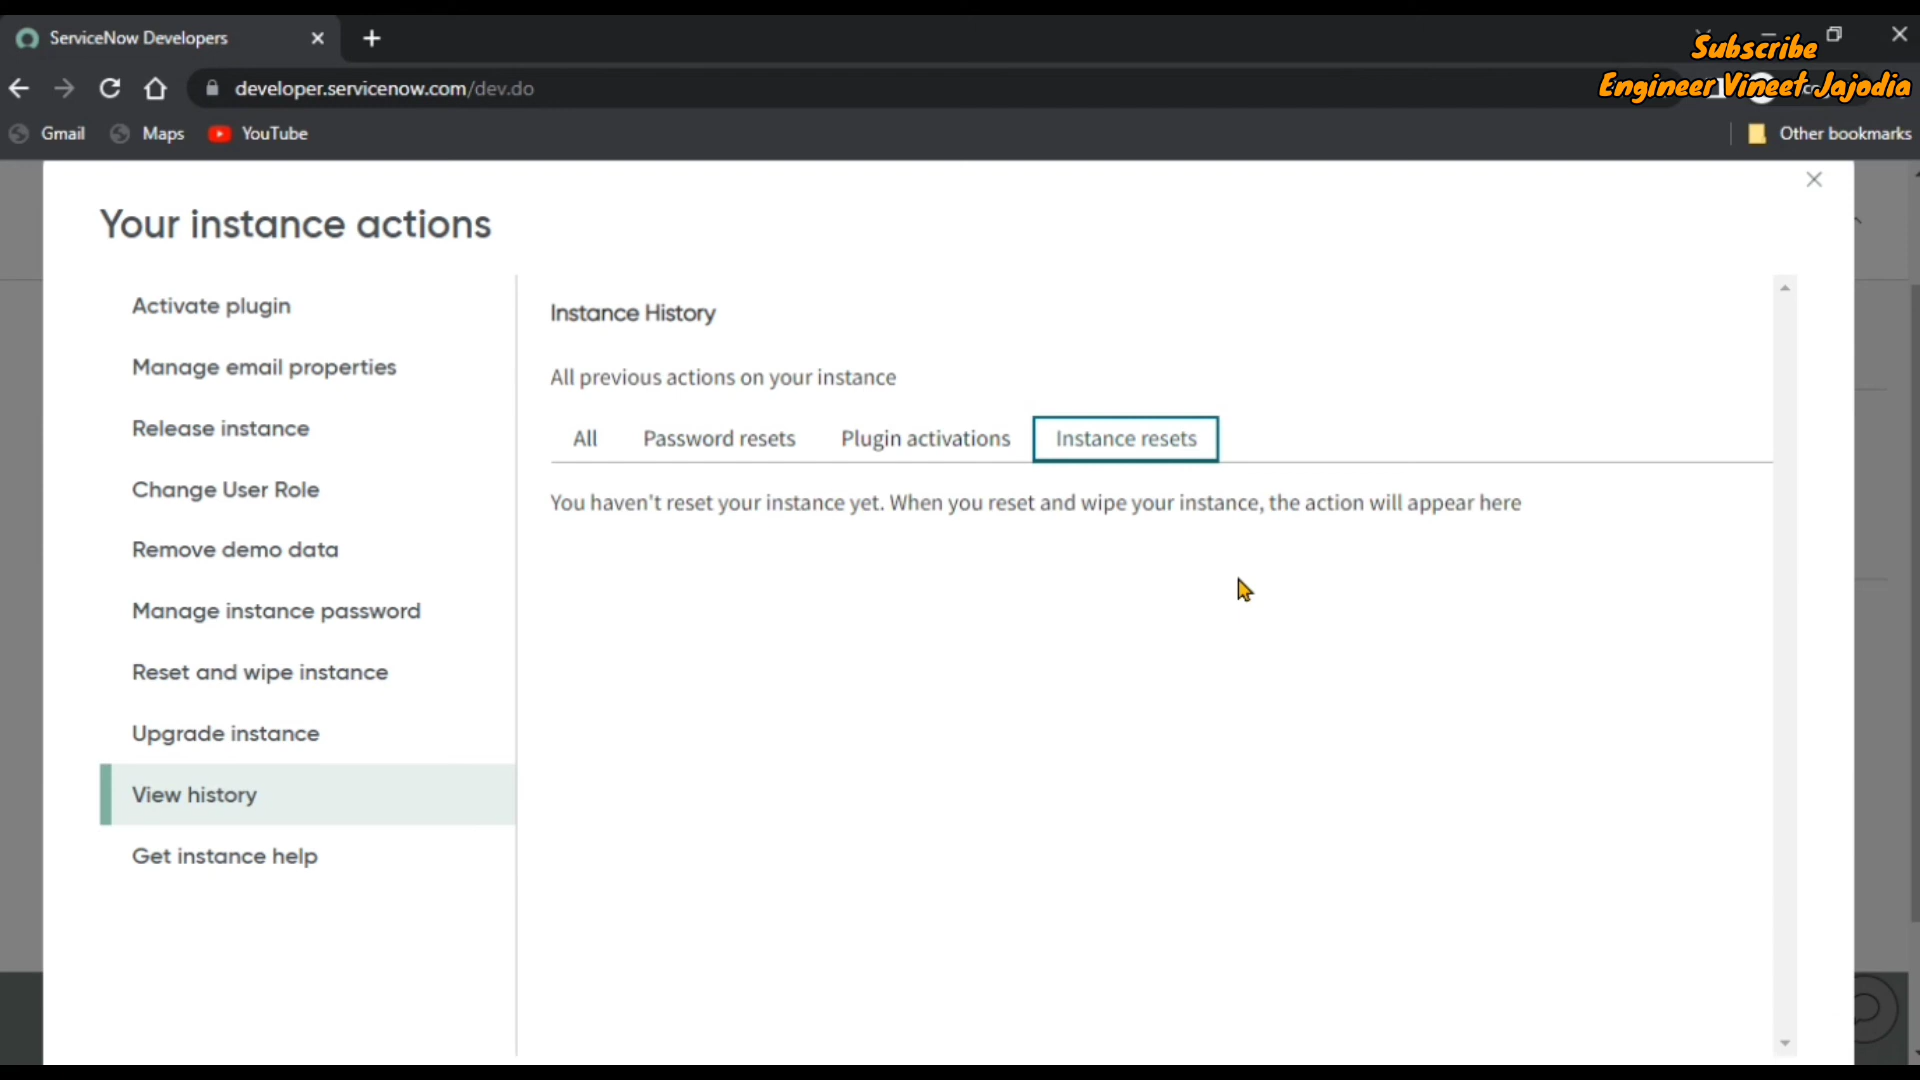 ServiceNow Developers
Subscribe
developer.servicenow.com/dev.do
Engineer Vineet Jajodia
Gmail
Maps
YouTube
Other bookmarks
Your instance actions
Activate plugin
Manage email properties
Release instance
Change User Role
Remove demo data
Manage instance password
Reset and wipe instance
Upgrade instance
View history
Get instance help
Instance History
All previous actions on your instance
All Password resets Plugin activations Instance resets
You haven't reset your instance yet. When you reset and wipe your instance, the action will appear here